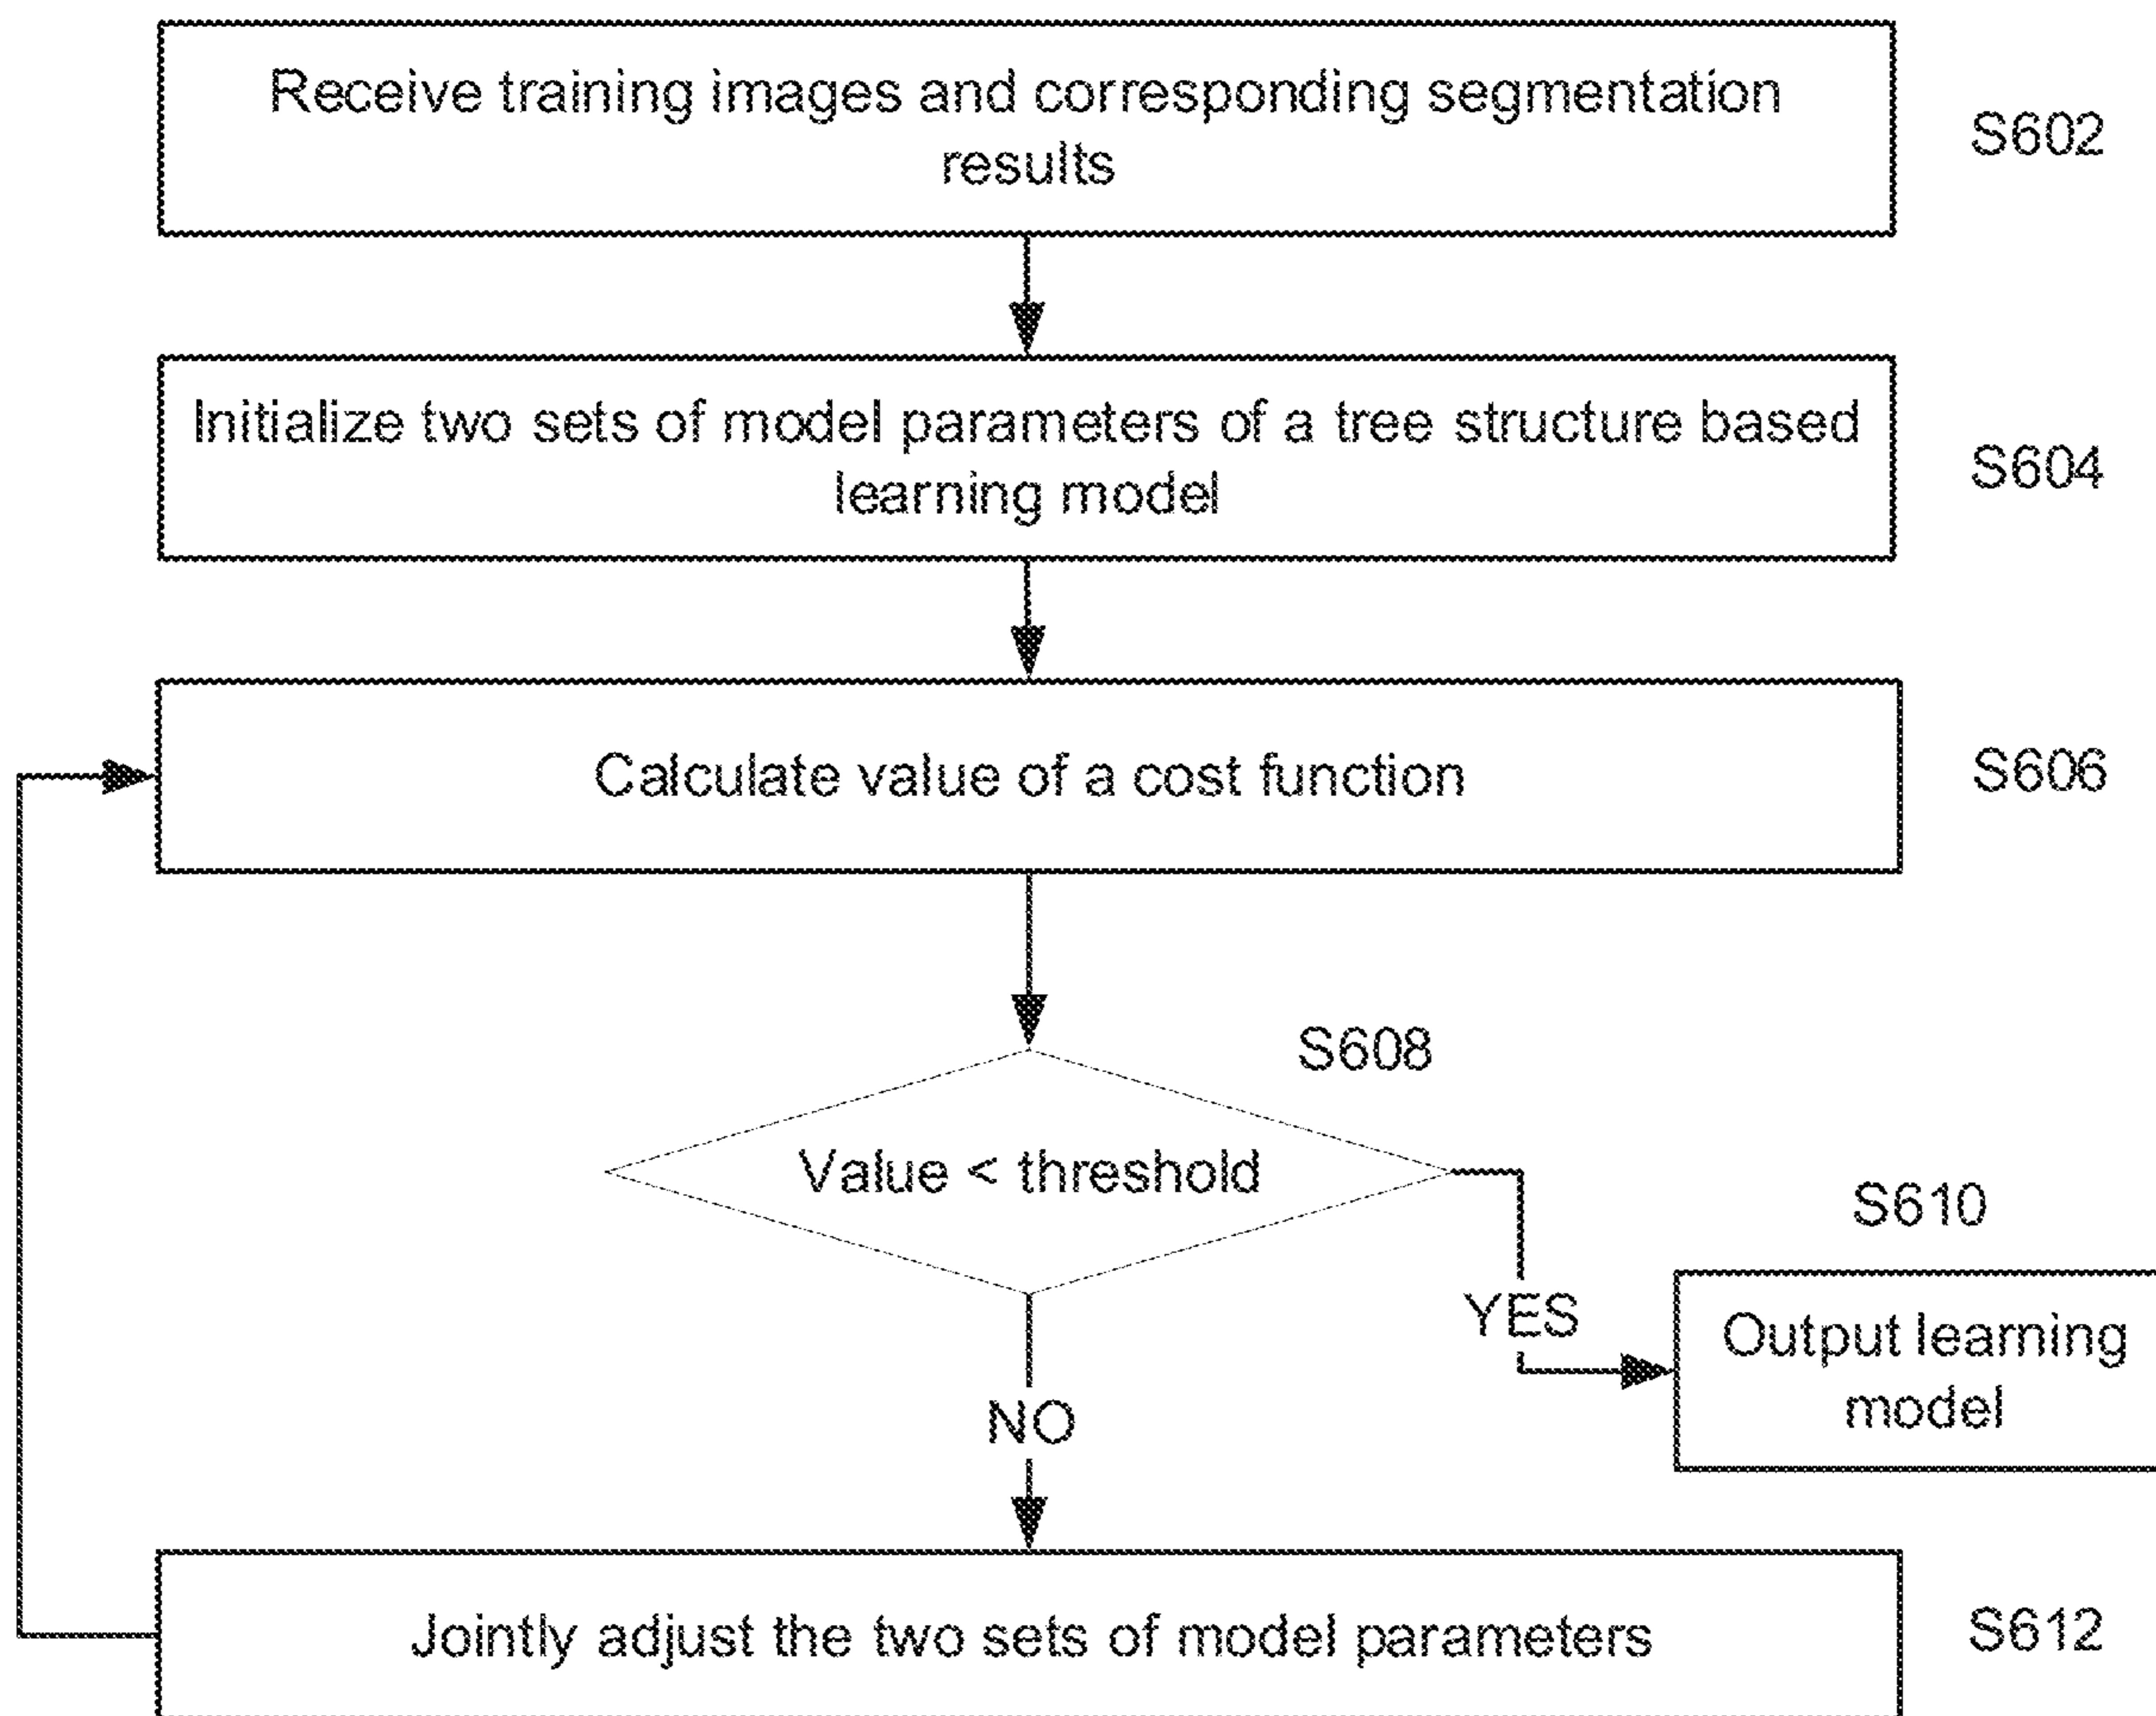 Receive training images and corresponding segmentation
results
S602
Initialize two sets of model parameters of a tree structure based
learning model
S604
Calculate value of a cost function
S606
S608
Value < threshold
S610
YES
Output learning
model
NO
Jointly adjust the two sets of model parameters
S612